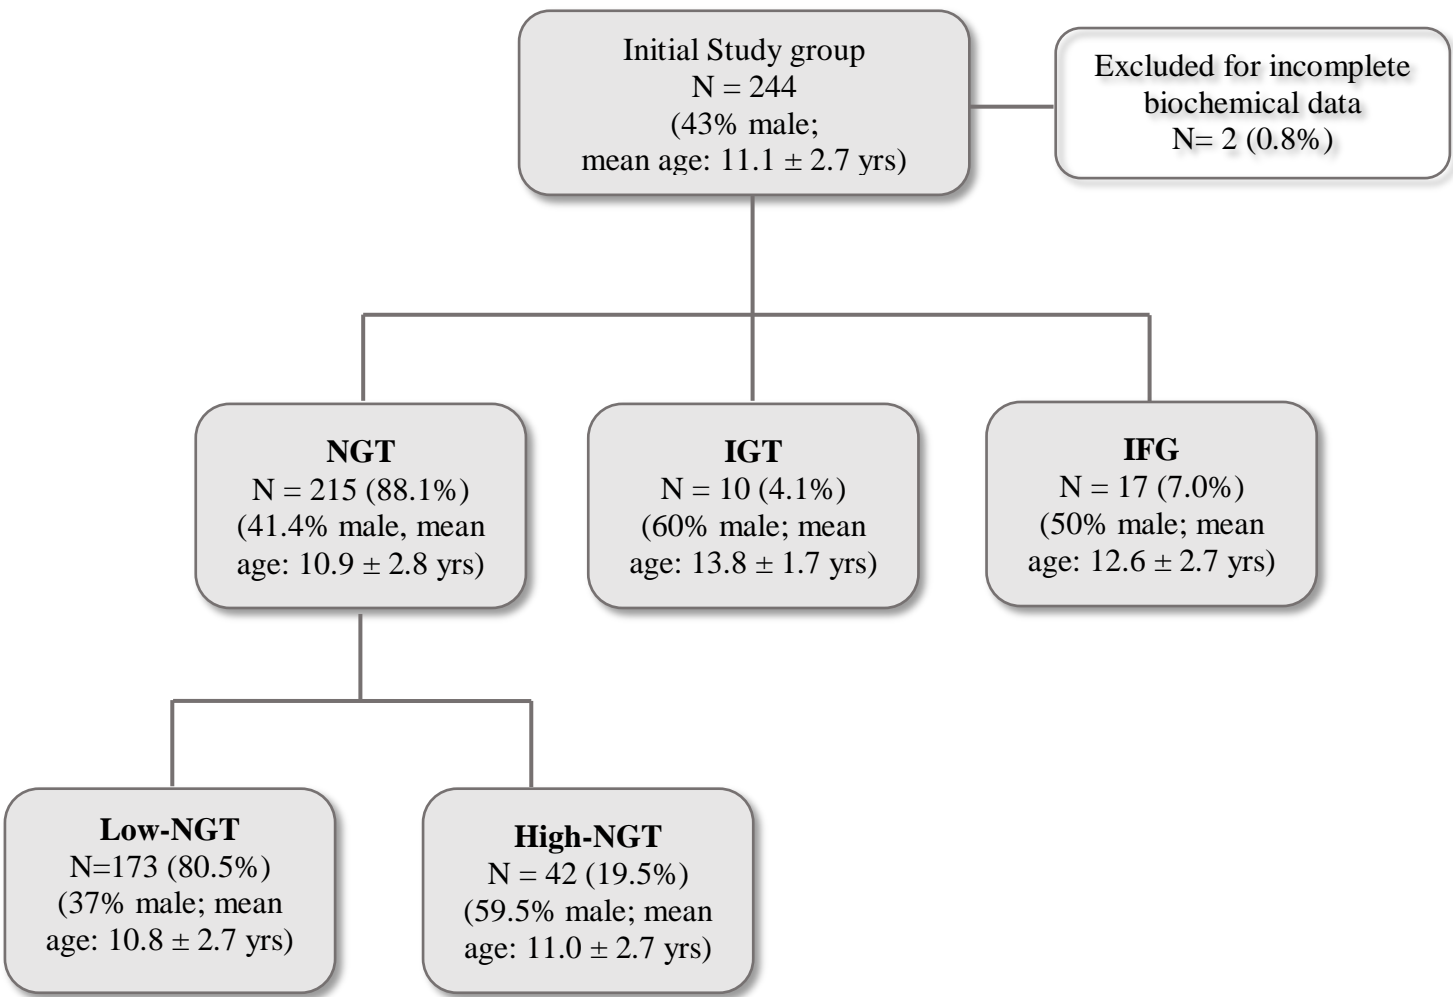 Initial Study group
N = 244
(43% male;
mean age: 11.1 ± 2.7 yrs)
Excluded for incomplete
biochemical data
N= 2 (0.8%)
NGT
N = 215 (88.1%)
(41.4% male, mean
age: 10.9 ± 2.8 yrs)
IGT
N = 10 (4.1%)
(60% male; mean
age: 13.8 ± 1.7 yrs)
IFG
N = 17 (7.0%)
(50% male; mean
age: 12.6 ± 2.7 yrs)
Low-NGT
N=173 (80.5%)
(37% male; mean
age: 10.8 ± 2.7 yrs)
High-NGT
N = 42 (19.5%)
(59.5% male; mean
age: 11.0 ± 2.7 yrs)